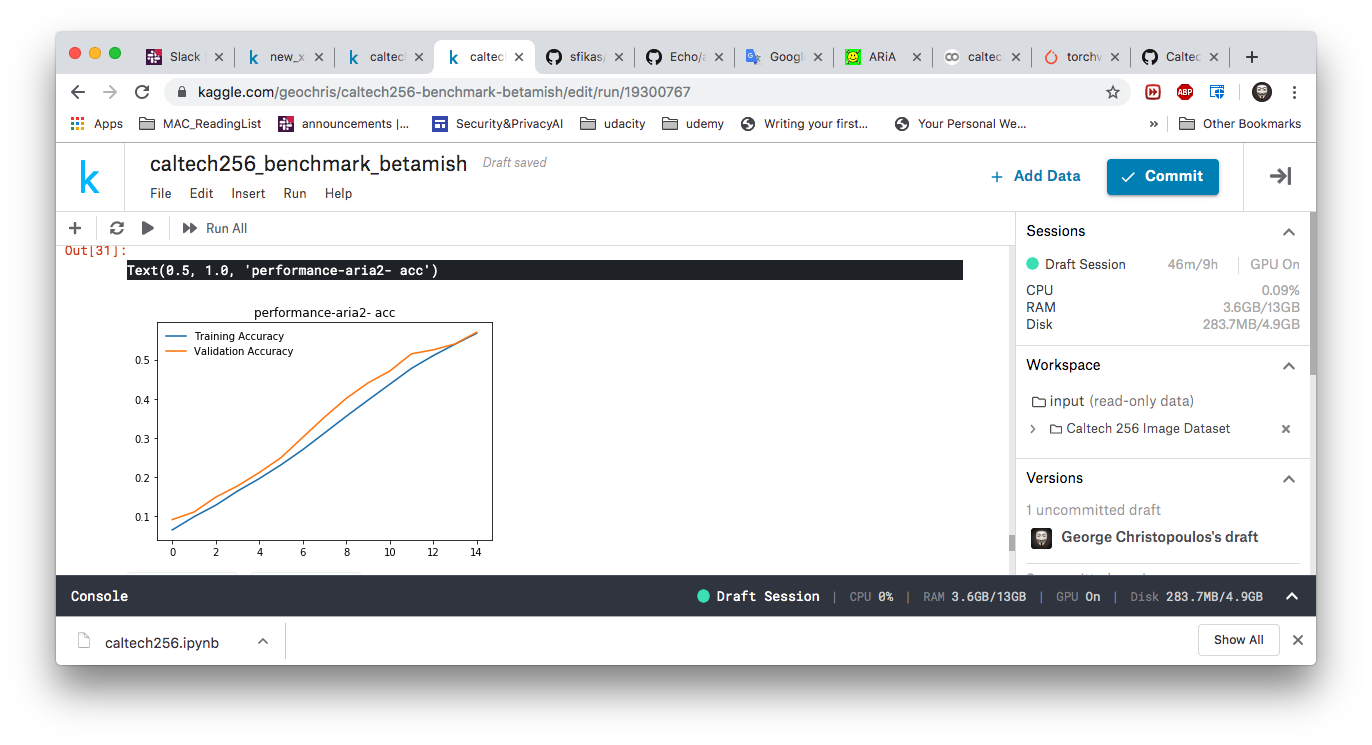 Slack
new_x
caltecl
caltecl
sfikas/
Echo/a
Googl
ARiA
caltec
torchv
Caltec
kaggle.com/geochris/caltech256-benchmark-betamish/edit/run/19300767
ABP
Apps MAC_ReadingList announcements |... Security&PrivacyAI udacity udemy Writing your first... Your Personal We... » Other Bookmarks
k
caltech256_benchmark_betamish Draft saved
File Edit Insert Run Help
+ Add Data
Commit
Run All
Out[31]:
Text(0.5, 1.0, 'performance-aria2- acc')
performance-aria2- acc
Training Accuracy
Validation Accuracy
0.5
0.4
0.3
0.2
0.1
0 2 4 6 8 10 12 14
Sessions
Draft Session 46m/9h GPU On
CPU 0.09%
RAM 3.6GB/13GB
Disk 283.7MB/4.9GB
Workspace
input (read-only data)
Caltech 256 Image Dataset
Versions
1 uncommitted draft
George Christopoulos's draft
Console Draft Session | CPU 0% | RAM 3.6GB/13GB | GPU On | Disk 283.7MB/4.9GB
caltech256.ipynb Show All